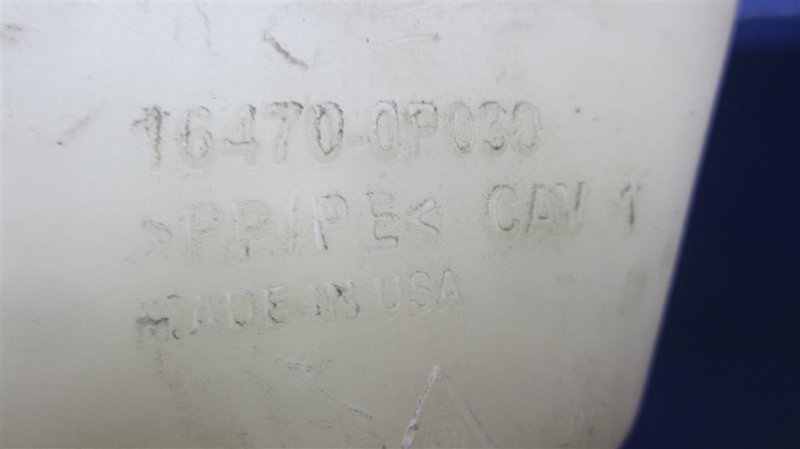 16470-0P030
>PP/PE< CAV 1
MADE IN USA